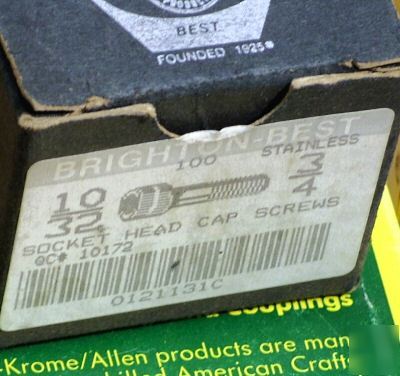 BEST
FOUNDED 1925®
BRIGHTON-BEST
100 STAINLESS
10/32 3/4
SOCKET HEAD CAP SCREWS
QC# 10172
0121131C
couplings
-Krome/Allen products are man
killed American Crafts